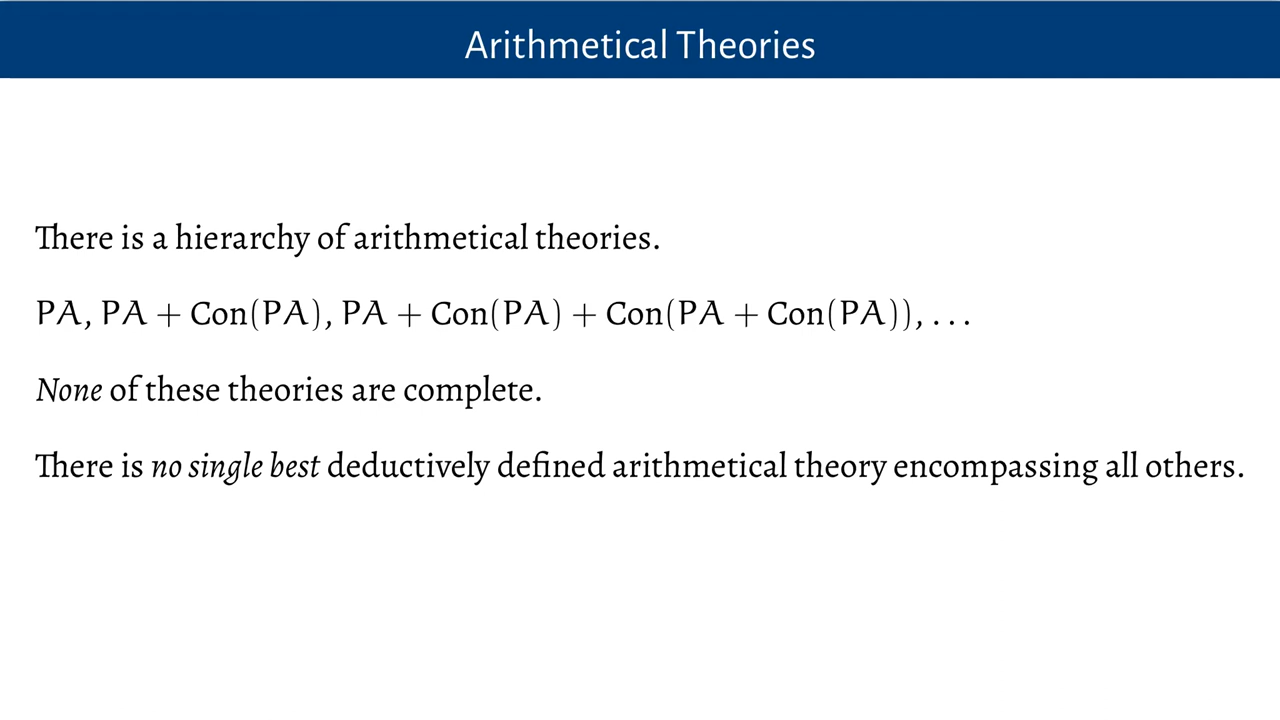 Arithmetical Theories
There is a hierarchy of arithmetical theories.
PA, PA + Con(PA), PA + Con(PA) + Con(PA + Con(PA)), . . .
None of these theories are complete.
There is no single best deductively defined arithmetical theory encompassing all others.